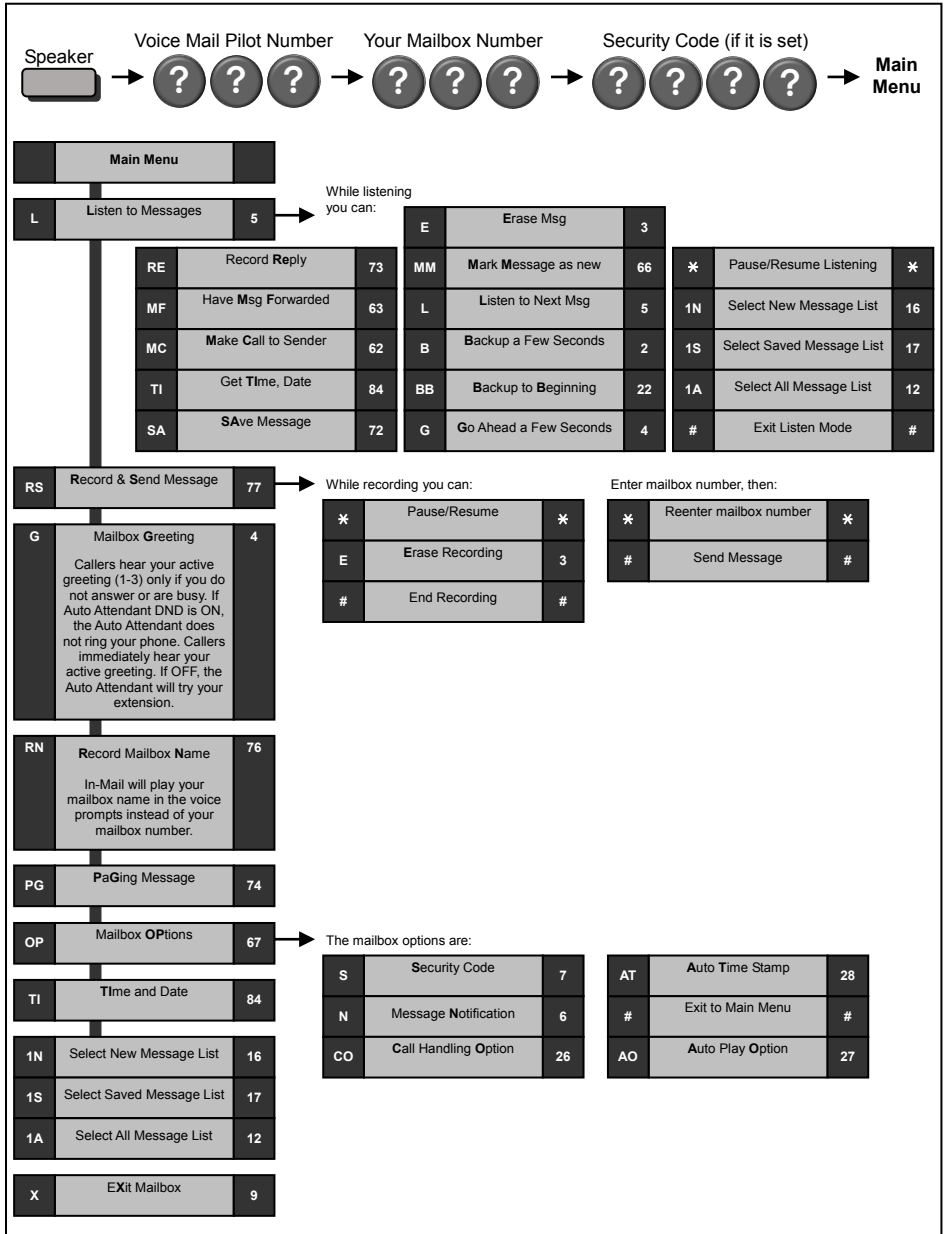 Speaker
Voice Mail Pilot Number
Your Mailbox Number
Security Code (if it is set)
? ? ?
? ? ?
? ? ? ?
Main
Menu
Main Menu
L Listen to Messages 5
While listening
you can:
E Erase Msg 3
RE Record Reply 73
MM Mark Message as new 66
* Pause/Resume Listening *
MF Have Msg Forwarded 63
L Listen to Next Msg 5
1N Select New Message List 16
MC Make Call to Sender 62
B Backup a Few Seconds 2
1S Select Saved Message List 17
TI Get TIme, Date 84
BB Backup to Beginning 22
1A Select All Message List 12
SA SAve Message 72
G Go Ahead a Few Seconds 4
# Exit Listen Mode #
RS Record & Send Message 77
While recording you can:
* Pause/Resume *
E Erase Recording 3
# End Recording #
Enter mailbox number, then:
* Reenter mailbox number *
# Send Message #
G Mailbox Greeting 4
Callers hear your active
greeting (1-3) only if you do
not answer or are busy. If
Auto Attendant DND is ON,
the Auto Attendant does
not ring your phone. Callers
immediately hear your
active greeting. If OFF, the
Auto Attendant will try your
extension.
RN Record Mailbox Name 76
In-Mail will play your
mailbox name in the voice
prompts instead of your
mailbox number.
PG PaGing Message 74
OP Mailbox OPtions 67
The mailbox options are:
S Security Code 7
AT Auto Time Stamp 28
N Message Notification 6
# Exit to Main Menu #
CO Call Handling Option 26
AO Auto Play Option 27
TI TIme and Date 84
1N Select New Message List 16
1S Select Saved Message List 17
1A Select All Message List 12
X EXit Mailbox 9